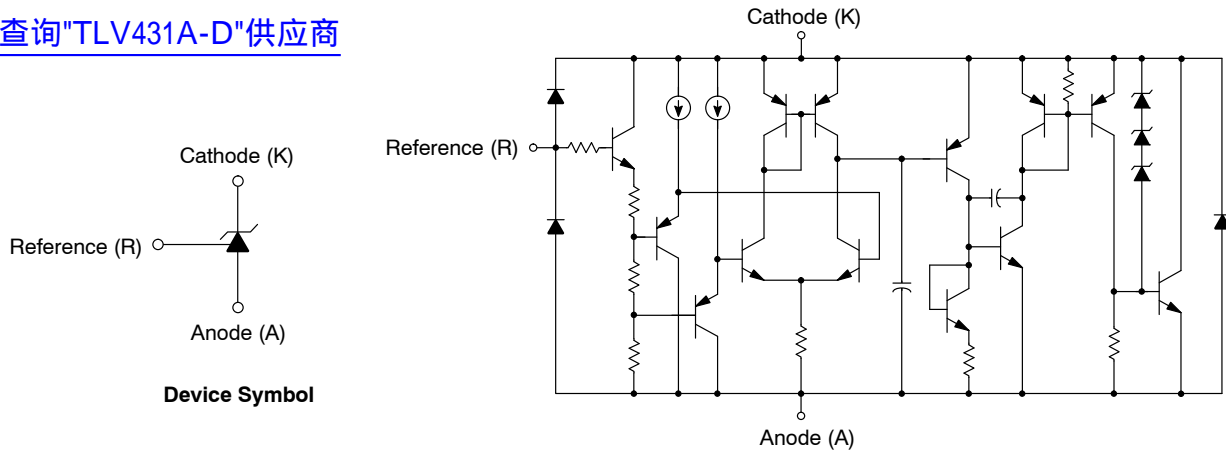 查询"TLV431A-D"供应商
Cathode (K)
Reference (R)
Anode (A)
Device Symbol
Cathode (K)
Reference (R)
Anode (A)